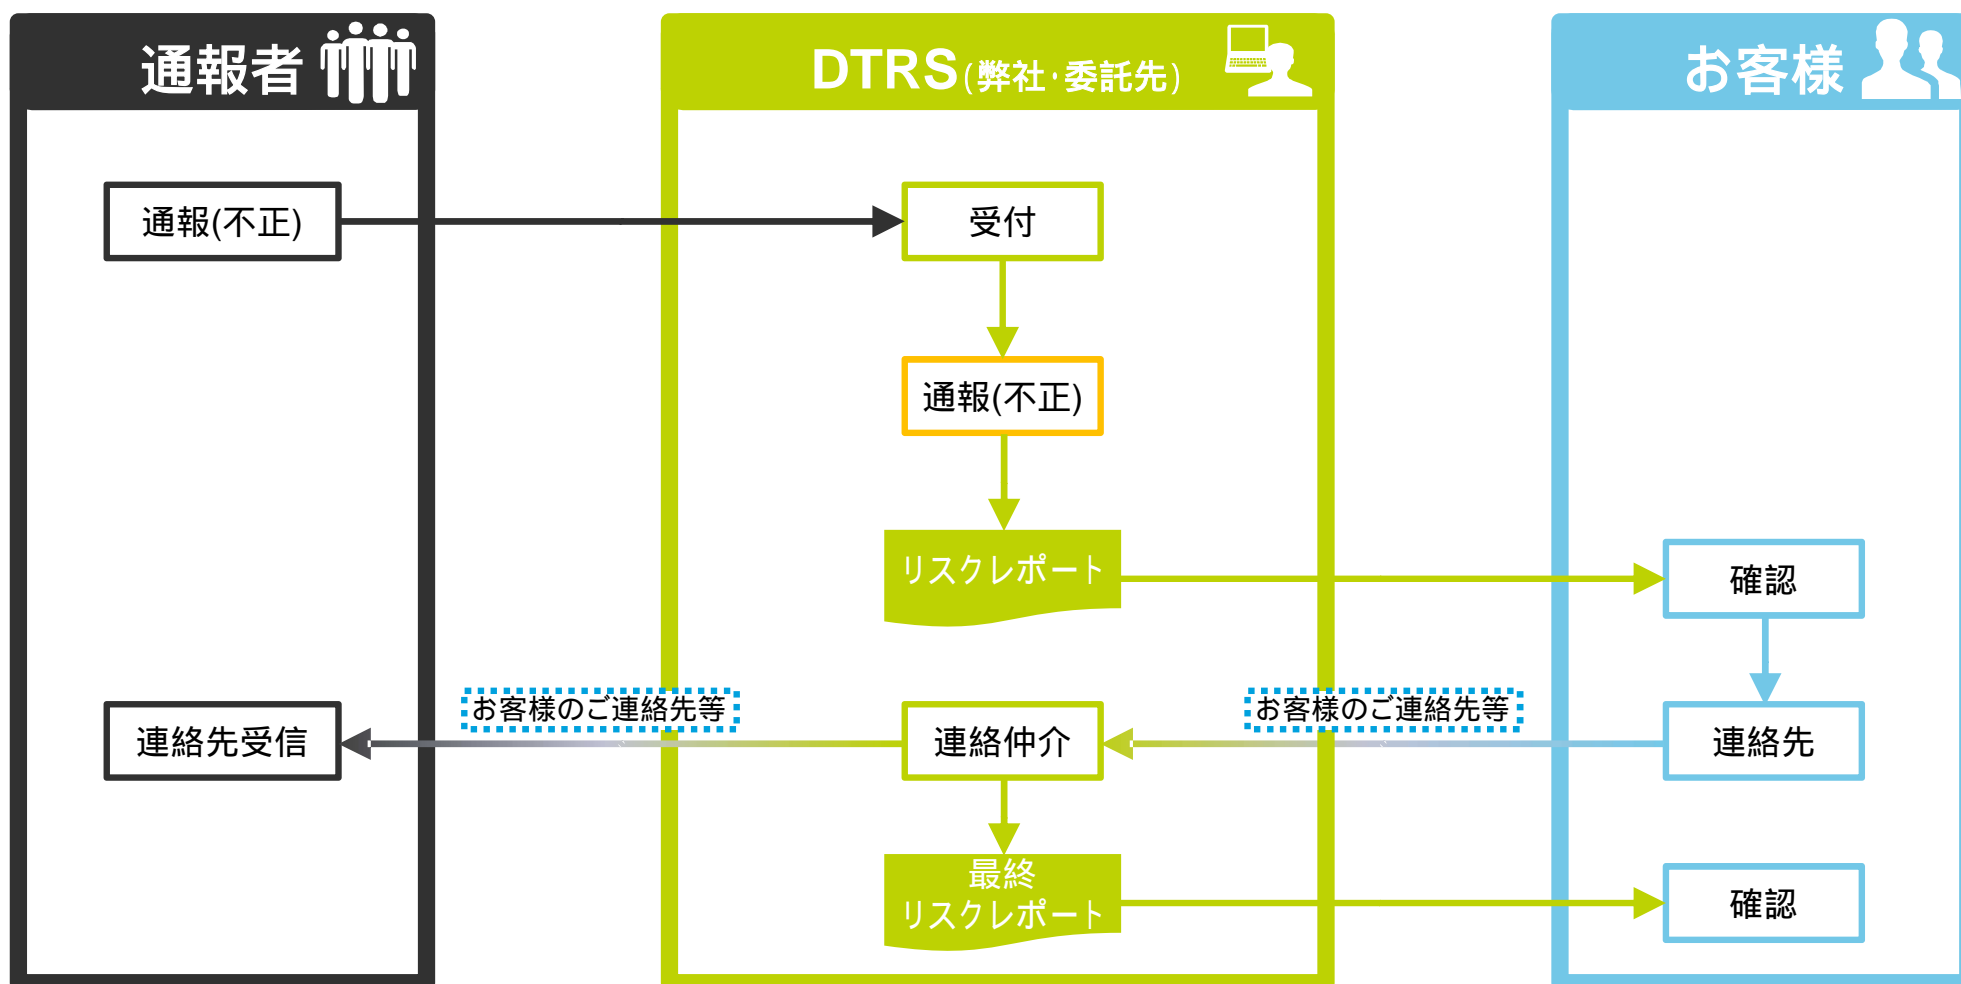 通報者
DTRS(弊社·委託先)
お客様
通報(不正)
受付
通報(不正)
リスクレポート
確認
お客様のご連絡先等
お客様のご連絡先等
連絡先受信
連絡仲介
連絡先
最終
リスクレポート
確認